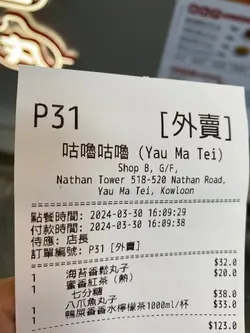 P31 [外賣]
咕嚕咕嚕 (Yau Ma Tei)
Shop B, G/F,
Nathan Tower 518-520 Nathan Road,
Yau Ma Tei, Kowloon
點餐時間: 2024-03-30 16:09:29
付款時間: 2024-03-30 16:09:38
侍應: 店長
訂單編號: P31 [外賣]
1 海苔香鬆丸子 $32.0
1 蜜香紅茶 (熱) $20.0
七分糖
1 八爪魚丸子 $38.0
1 鴨屎香香水檸檬茶1000ml/杯 $33.0
$123.0